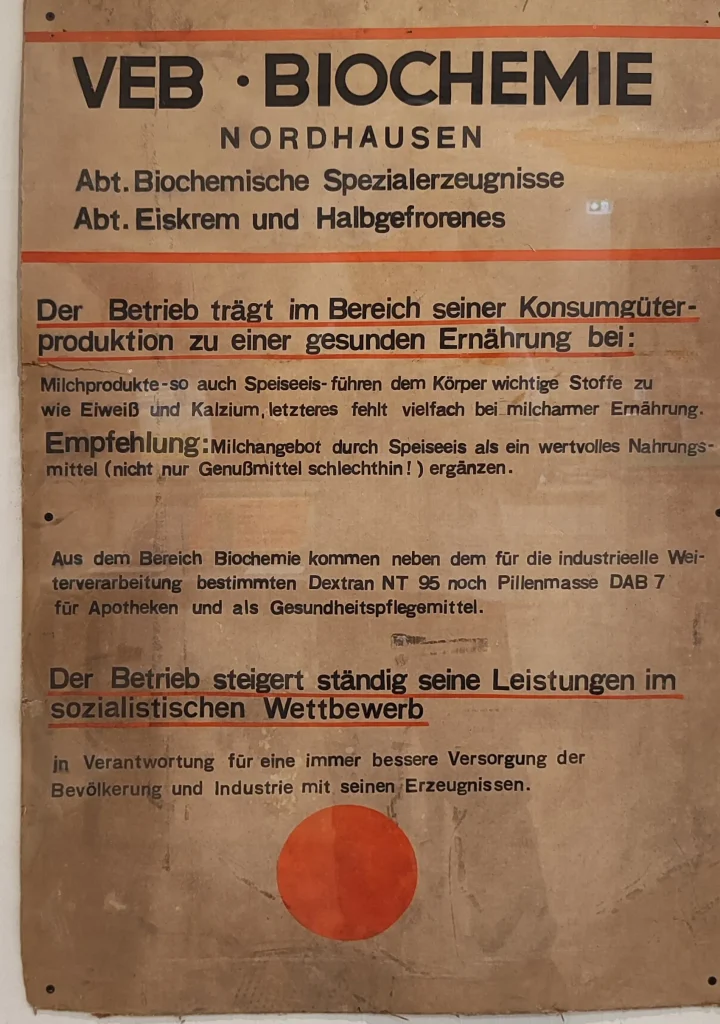 VEB · BIOCHEMIE
NORDHAUSEN
Abt. Biochemische Spezialerzeugnisse
Abt. Eiskrem und Halbgefrorenes
Der Betrieb trägt im Bereich seiner Konsumgüter-
produktion zu einer gesunden Ernährung bei:
Milchprodukte-so auch Speiseeis-führen dem Körper wichtige Stoffe zu
wie Eiweiß und Kalzium, letzteres fehlt vielfach bei milcharmer Ernährung.
Empfehlung: Milchangebot durch Speiseeis als ein wertvolles Nahrungs-
mittel (nicht nur Genußmittel schlechthin!) ergänzen.
Aus dem Bereich Biochemie kommen neben dem für die industrieelle Wei-
terverarbeitung bestimmten Dextran NT 95 noch Pillenmasse DAB 7
für Apotheken und als Gesundheitspflegemittel.
Der Betrieb steigert ständig seine Leistungen im
sozialistischen Wettbewerb
in Verantwortung für eine immer bessere Versorgung der
Bevölkerung und Industrie mit seinen Erzeugnissen.